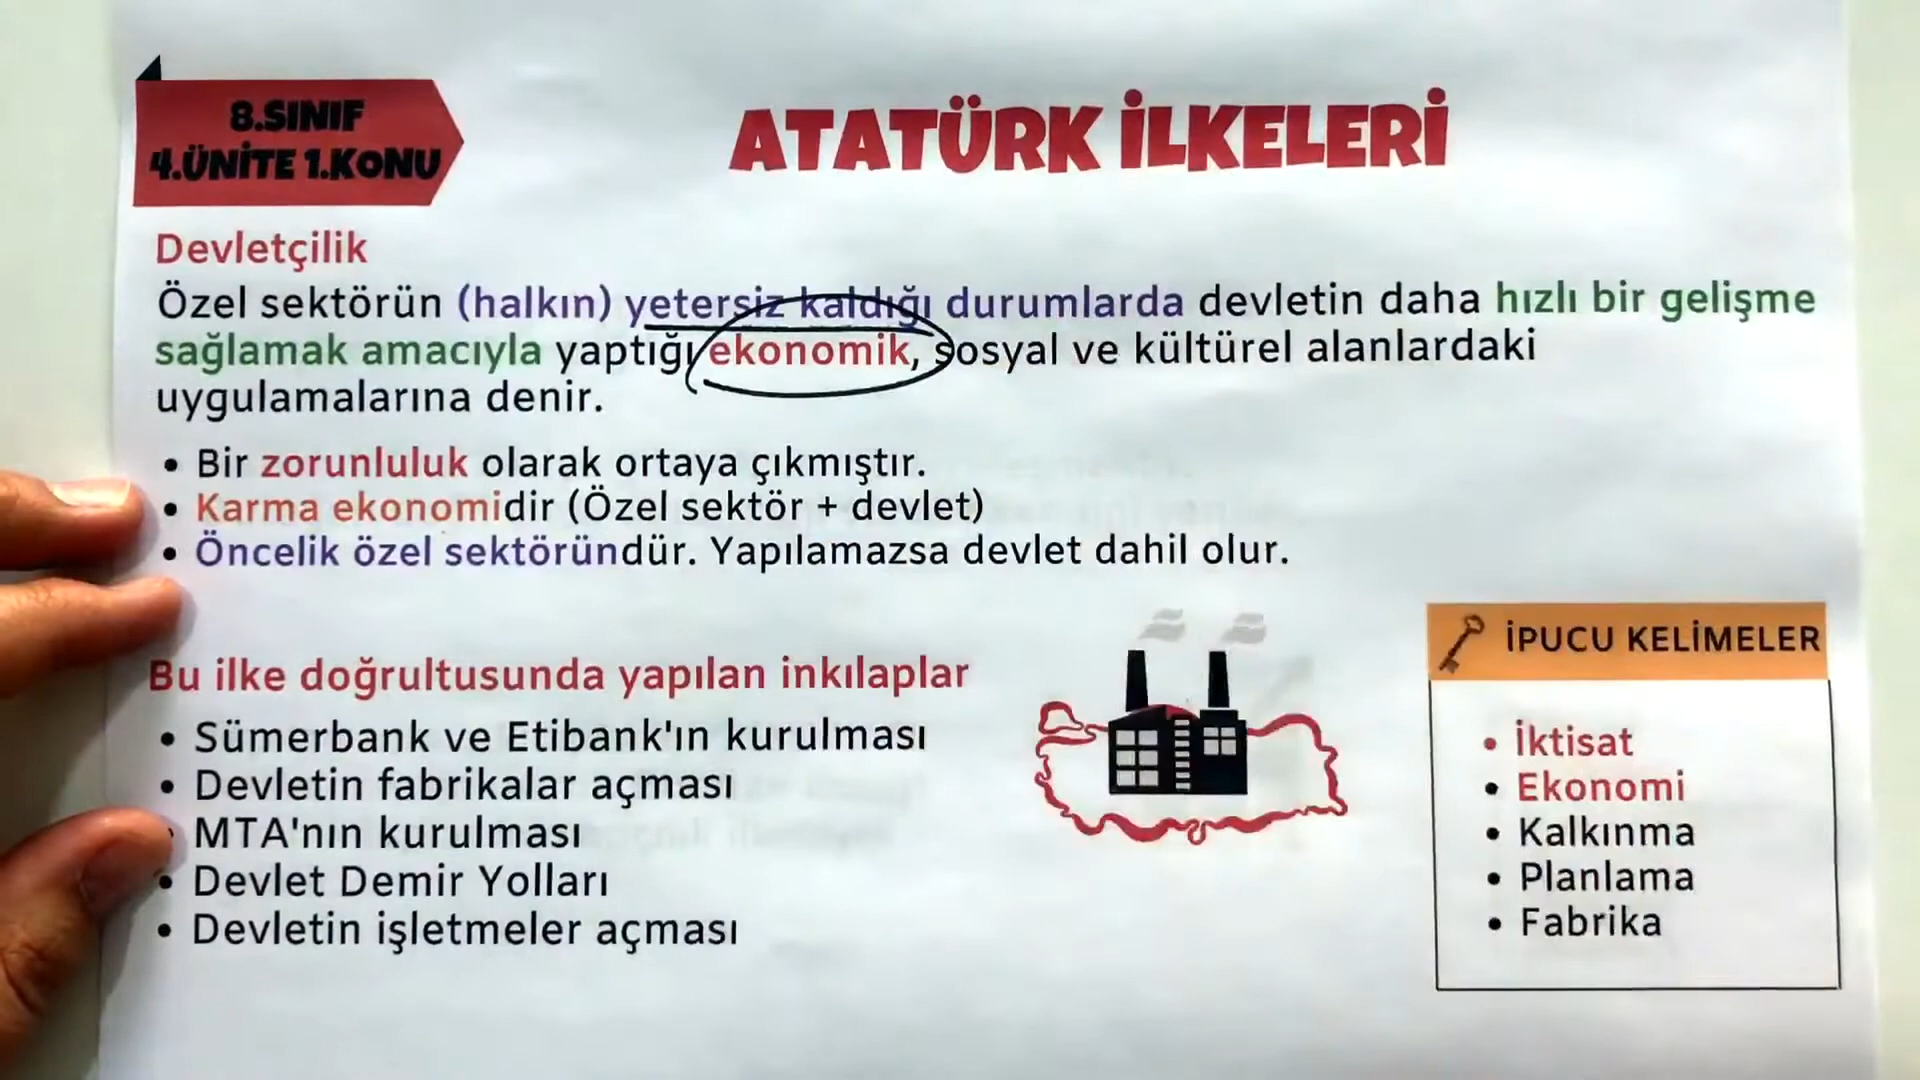 8.SINIF
4.ÜNİTE 1.KONU
ATATÜRK İLKELERİ
Devletçilik
Özel sektörün (halkın) yetersiz kaldığı durumlarda devletin daha hızlı bir gelişme
sağlamak amacıyla yaptığı ekonomik, sosyal ve kültürel alanlardaki
uygulamalarına denir.
• Bir zorunluluk olarak ortaya çıkmıştır.
• Karma ekonomidir (Özel sektör + devlet)
• Öncelik özel sektöründür. Yapılamazsa devlet dahil olur.
Bu ilke doğrultusunda yapılan inkılaplar
• Sümerbank ve Etibank'ın kurulması
• Devletin fabrikalar açması
• MTA'nın kurulması
• Devlet Demir Yolları
• Devletin işletmeler açması
İPUCU KELİMELER
• İktisat
• Ekonomi
• Kalkınma
• Planlama
• Fabrika